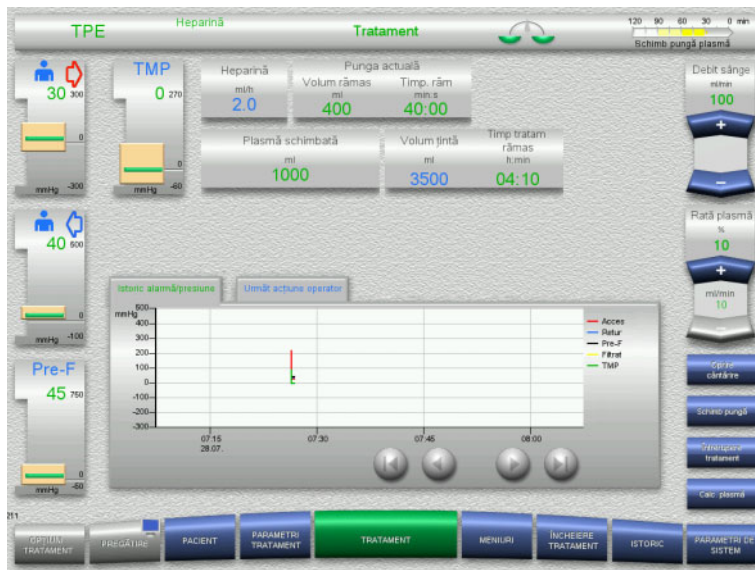 TPE
Heparină
Tratament
120 90 60 30 0 min
Schimb pungă plasmă
30 300
0
mmHg -300
TMP
0 270
0
mmHg -60
Heparină
ml/h
2.0
Punga actuală
Volum rămas
ml
400
Timp. răm
min:s
40:00
Plasmă schimbată
ml
1000
Volum țintă
ml
3500
Timp tratam
rămas
h:min
04:10
Debit sânge
ml/min
100
+
–
40 500
0
mmHg -100
Rată plasmă
%
10
+
ml/min
10
–
Istoric alarmă/presiune
Următ acțiune operator
mmHg
500
400
300
200
100
0
-100
-200
-300
07:15
28.07.
07:30
07:45
08:00
Acces
Retur
Pre-F
Filtrat
TMP
Pre-F
45 750
0
mmHg -50
Oprire
cântărire
Schimb pungă
Întrerupere
tratament
Calc. plasmă
211
OPȚIUNI
TRATAMENT
PREGĂTIRE
PACIENT
PARAMETRI
TRATAMENT
TRATAMENT
MENIURI
ÎNCHEIERE
TRATAMENT
ISTORIC
PARAMETRI DE
SISTEM